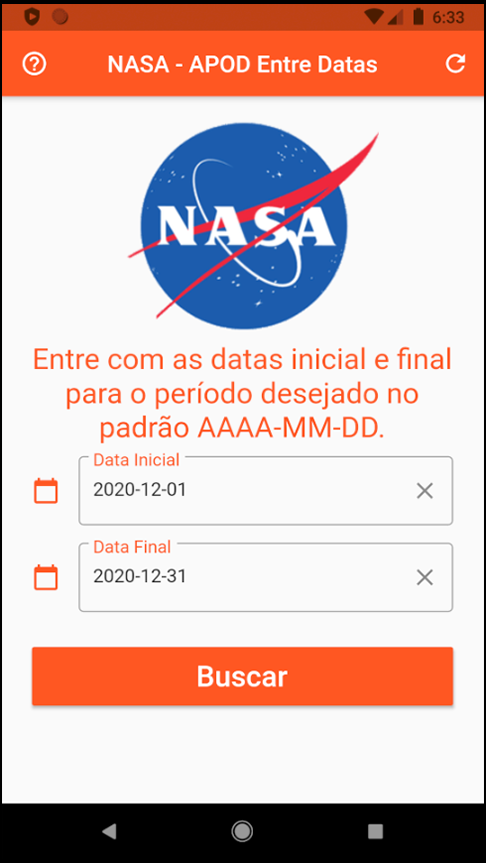 6:33
NASA - APOD Entre Datas
NASA
Entre com as datas inicial e final
para o período desejado no
padrão AAAA-MM-DD.
Data Inicial
2020-12-01
Data Final
2020-12-31
Buscar